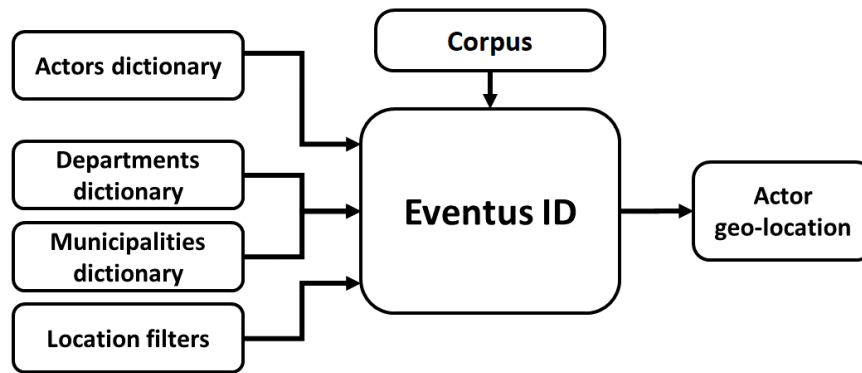 Corpus
Actors dictionary
Departments
dictionary
Municipalities
dictionary
Location filters
Eventus ID
Actor
geo-location